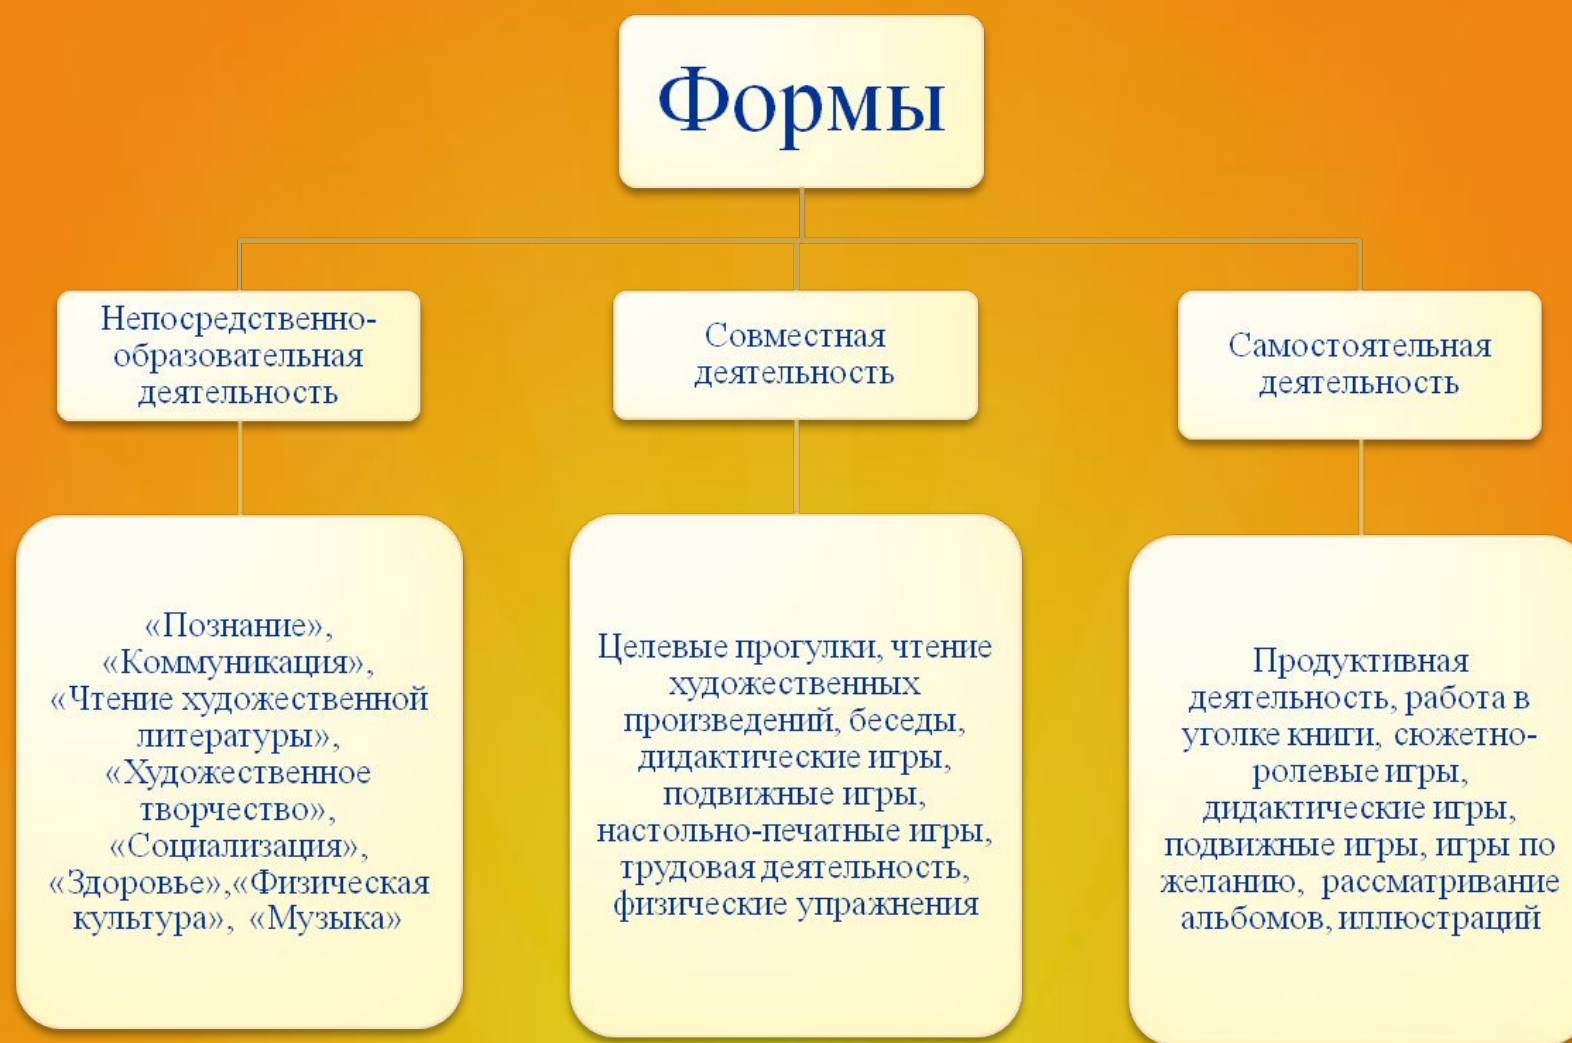 Формы
Непосредственно-
образовательная
деятельность
Совместная
деятельность
Самостоятельная
деятельность
«Познание»,
«Коммуникация»,
«Чтение художественной
литературы»,
«Художественное
творчество»,
«Социализация»,
«Здоровье»,«Физическая
культура», «Музыка»
Целевые прогулки, чтение
художественных
произведений, беседы,
дидактические игры,
подвижные игры,
настольно-печатные игры,
трудовая деятельность,
физические упражнения
Продуктивная
деятельность, работа в
уголке книги, сюжетно-
ролевые игры,
дидактические игры,
подвижные игры, игры по
желанию, рассматривание
альбомов, иллюстраций